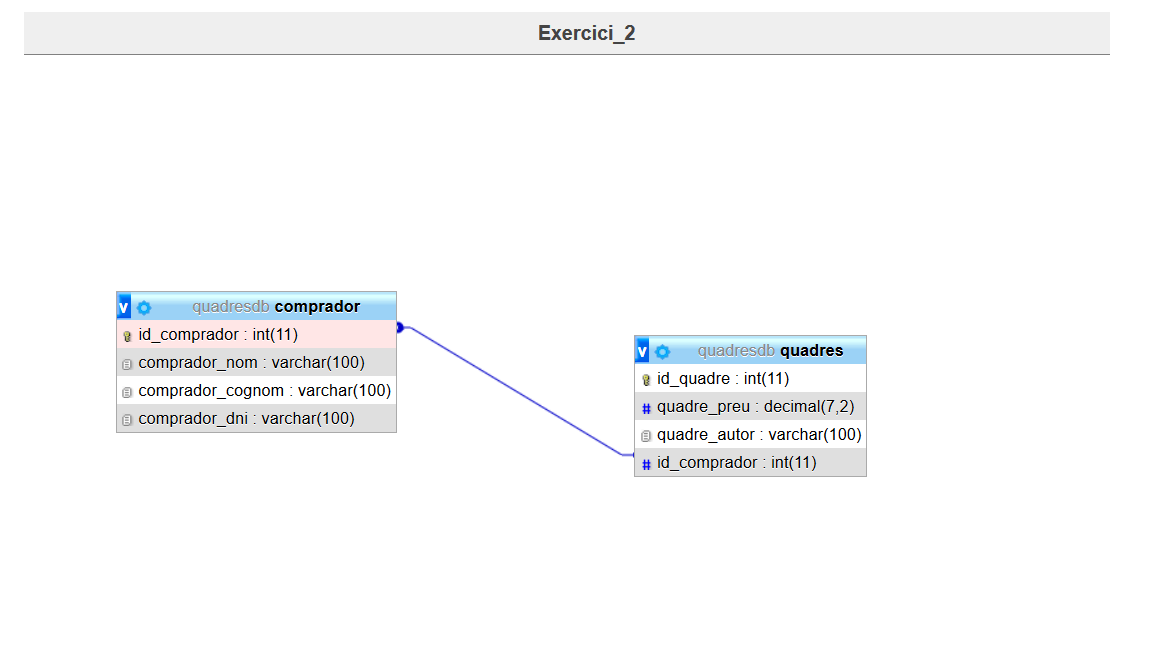 Exercici_2
v quadresdb comprador
id_comprador : int(11)
comprador_nom : varchar(100)
comprador_cognom : varchar(100)
comprador_dni : varchar(100)
v quadresdb quadres
id_quadre : int(11)
# quadre_preu : decimal(7,2)
quadre_autor : varchar(100)
# id_comprador : int(11)